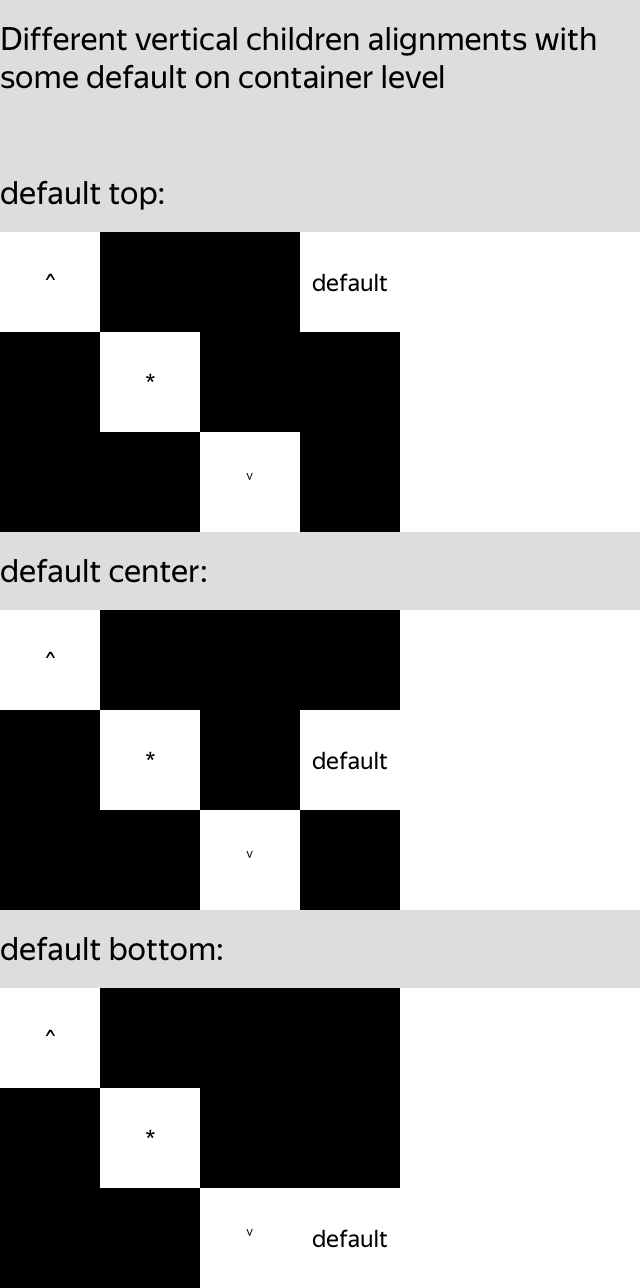 Different vertical children alignments with
some default on container level
default top:
^ default
*
v
default center:
^
* default
v
default bottom:
^
*
v default